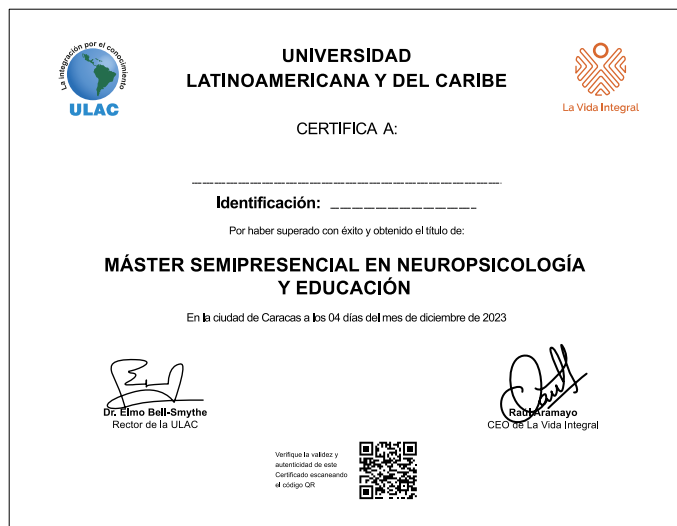 La integración por el conocimiento
ULAC
UNIVERSIDAD
LATINOAMERICANA Y DEL CARIBE
La Vida Integral
CERTIFICA A:
Identificación:
Por haber superado con éxito y obtenido el título de:
MÁSTER SEMIPRESENCIAL EN NEUROPSICOLOGÍA
Y EDUCACIÓN
En la ciudad de Caracas a los 04 días del mes de diciembre de 2023
Dr. Elmo Bell-Smythe
Rector de la ULAC
Raúl Aramayo
CEO de La Vida Integral
Verifique la validez y
autenticidad de este
Certificado escaneando
el código QR